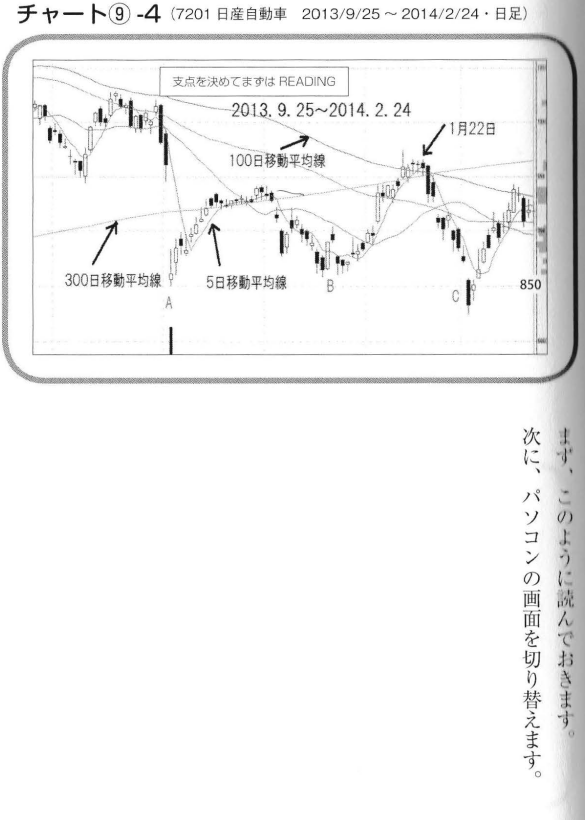 チャート⑨-4（7201 日産自動車　2013/9/25～2014/2/24・日足）
支点を決めてまずは READING
2013.9.25～2014.2.24
1月22日
100日移動平均線
300日移動平均線
5日移動平均線
A
B
C
850
まず、このように読んでおきます。
次に、パソコンの画面を切り替えます。